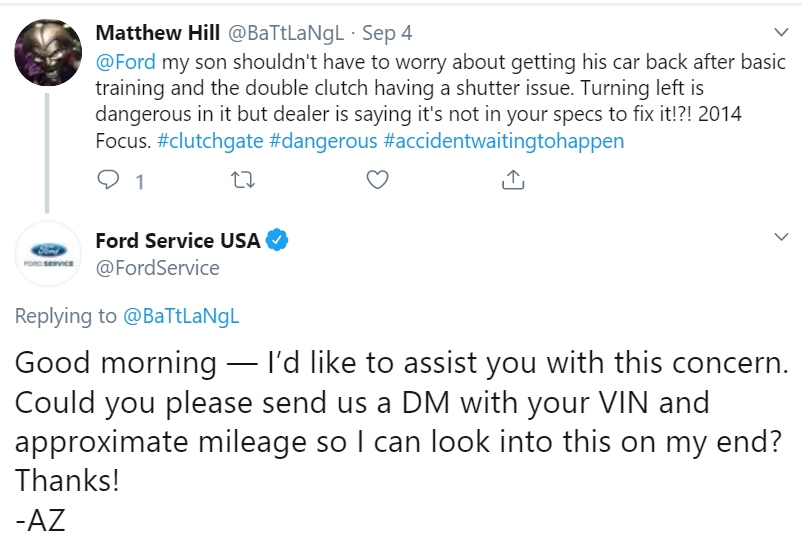 Matthew Hill @BaTtLaNgL · Sep 4
@Ford my son shouldn't have to worry about getting his car back after basic
training and the double clutch having a shutter issue. Turning left is
dangerous in it but dealer is saying it's not in your specs to fix it!?! 2014
Focus. #clutchgate #dangerous #accidentwaitingtohappen
1
Ford Service USA
Ford
FORD SERVICE
@FordService
Replying to @BaTtLaNgL
Good morning — I’d like to assist you with this concern.
Could you please send us a DM with your VIN and
approximate mileage so I can look into this on my end?
Thanks!
-AZ